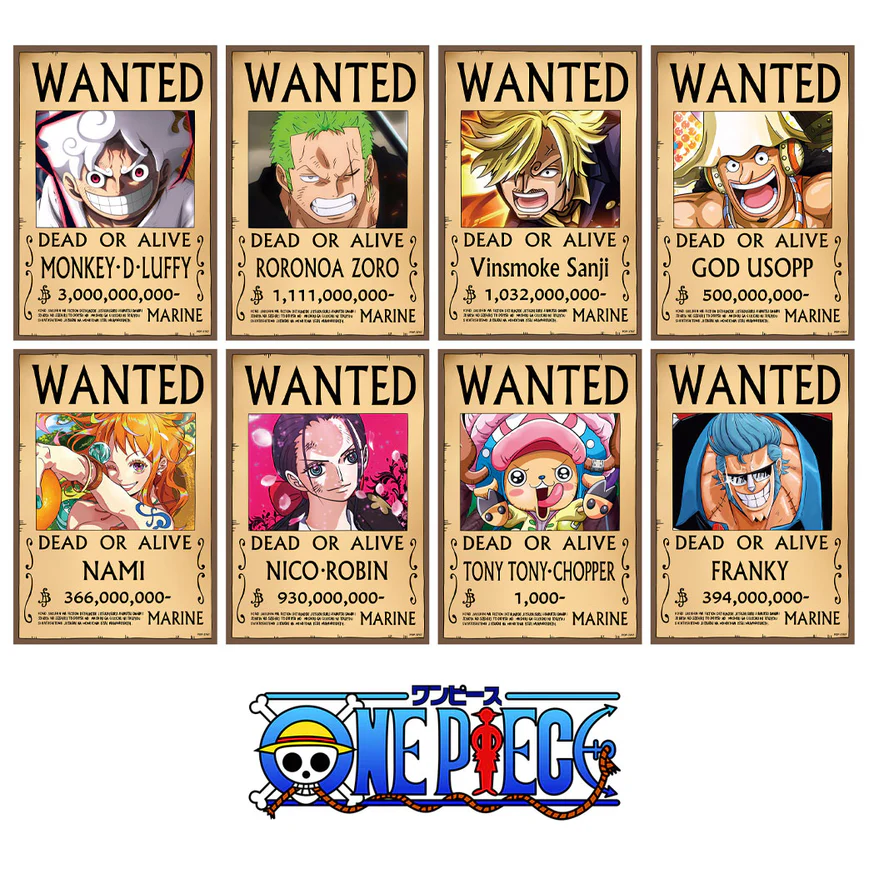 WANTED
DEAD OR ALIVE
MONKEY·D·LUFFY
3,000,000,000-
MARINE
WANTED
DEAD OR ALIVE
RORONOA ZORO
1,111,000,000-
MARINE
WANTED
DEAD OR ALIVE
Vinsmoke Sanji
1,032,000,000-
MARINE
WANTED
DEAD OR ALIVE
GOD USOPP
500,000,000-
MARINE
WANTED
DEAD OR ALIVE
NAMI
366,000,000-
MARINE
WANTED
DEAD OR ALIVE
NICO·ROBIN
930,000,000-
MARINE
WANTED
DEAD OR ALIVE
TONY TONY·CHOPPER
1,000-
MARINE
WANTED
DEAD OR ALIVE
FRANKY
394,000,000-
MARINE
ワンピース
ONE PIECE